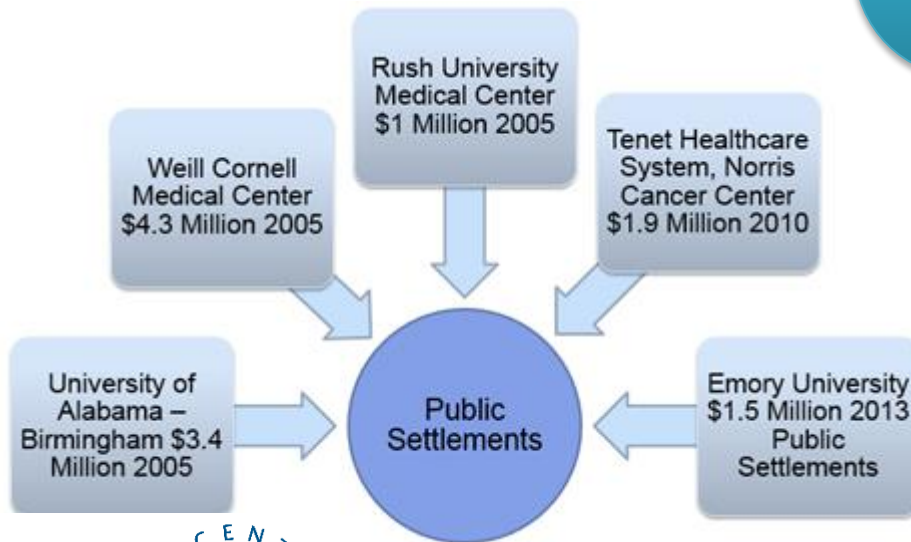 Rush University
Medical Center
$1 Million 2005
Weill Cornell
Medical Center
$4.3 Million 2005
Tenet Healthcare
System, Norris
Cancer Center
$1.9 Million 2010
University of
Alabama –
Birmingham $3.4
Million 2005
Public
Settlements
Emory University
$1.5 Million 2013
Public
Settlements
C E N